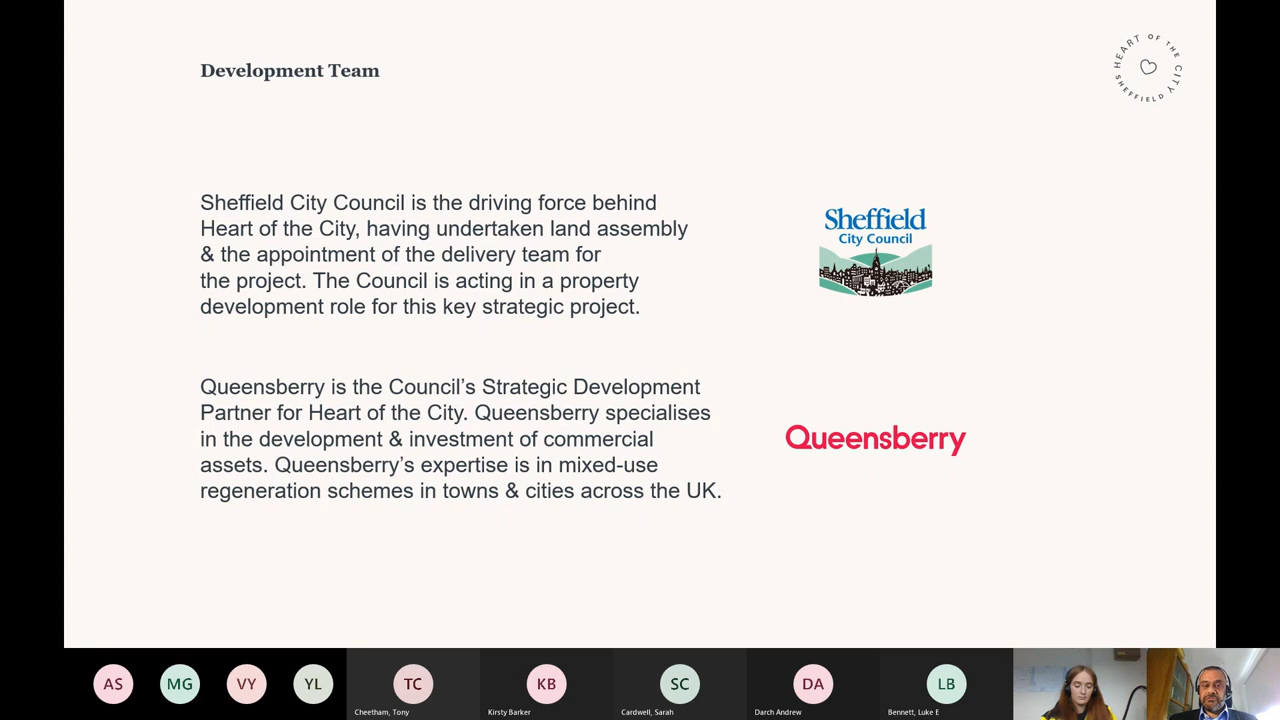 Development Team
HEART OF THE CITY
SHEFFIELD
Sheffield City Council is the driving force behind
Heart of the City, having undertaken land assembly
& the appointment of the delivery team for
the project. The Council is acting in a property
development role for this key strategic project.
Sheffield
City Council
Queensberry is the Council’s Strategic Development
Partner for Heart of the City. Queensberry specialises
in the development & investment of commercial
assets. Queensberry’s expertise is in mixed-use
regeneration schemes in towns & cities across the UK.
Queensberry
AS
MG
VY
YL
TC
KB
SC
DA
LB
Cheetham, Tony
Kirsty Barker
Cardwell, Sarah
Darch Andrew
Bennett, Luke E